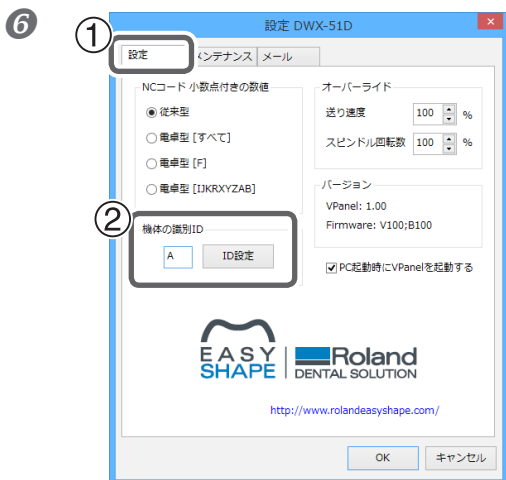 6
①
設定 DWX-51D
設定
メンテナンス
メール
NCコード 小数点付きの数値
従来型
電卓型 [すべて]
電卓型 [F]
電卓型 [IJKRXYZAB]
オーバーライド
送り速度 100 %
スピンドル回転数 100 %
バージョン
VPanel: 1.00
Firmware: V100;B100
②
機体の識別ID
A
ID設定
PC起動時にVPanelを起動する
EASY
SHAPE
Roland
DENTAL SOLUTION
http://www.rolandeasyshape.com/
OK
キャンセル